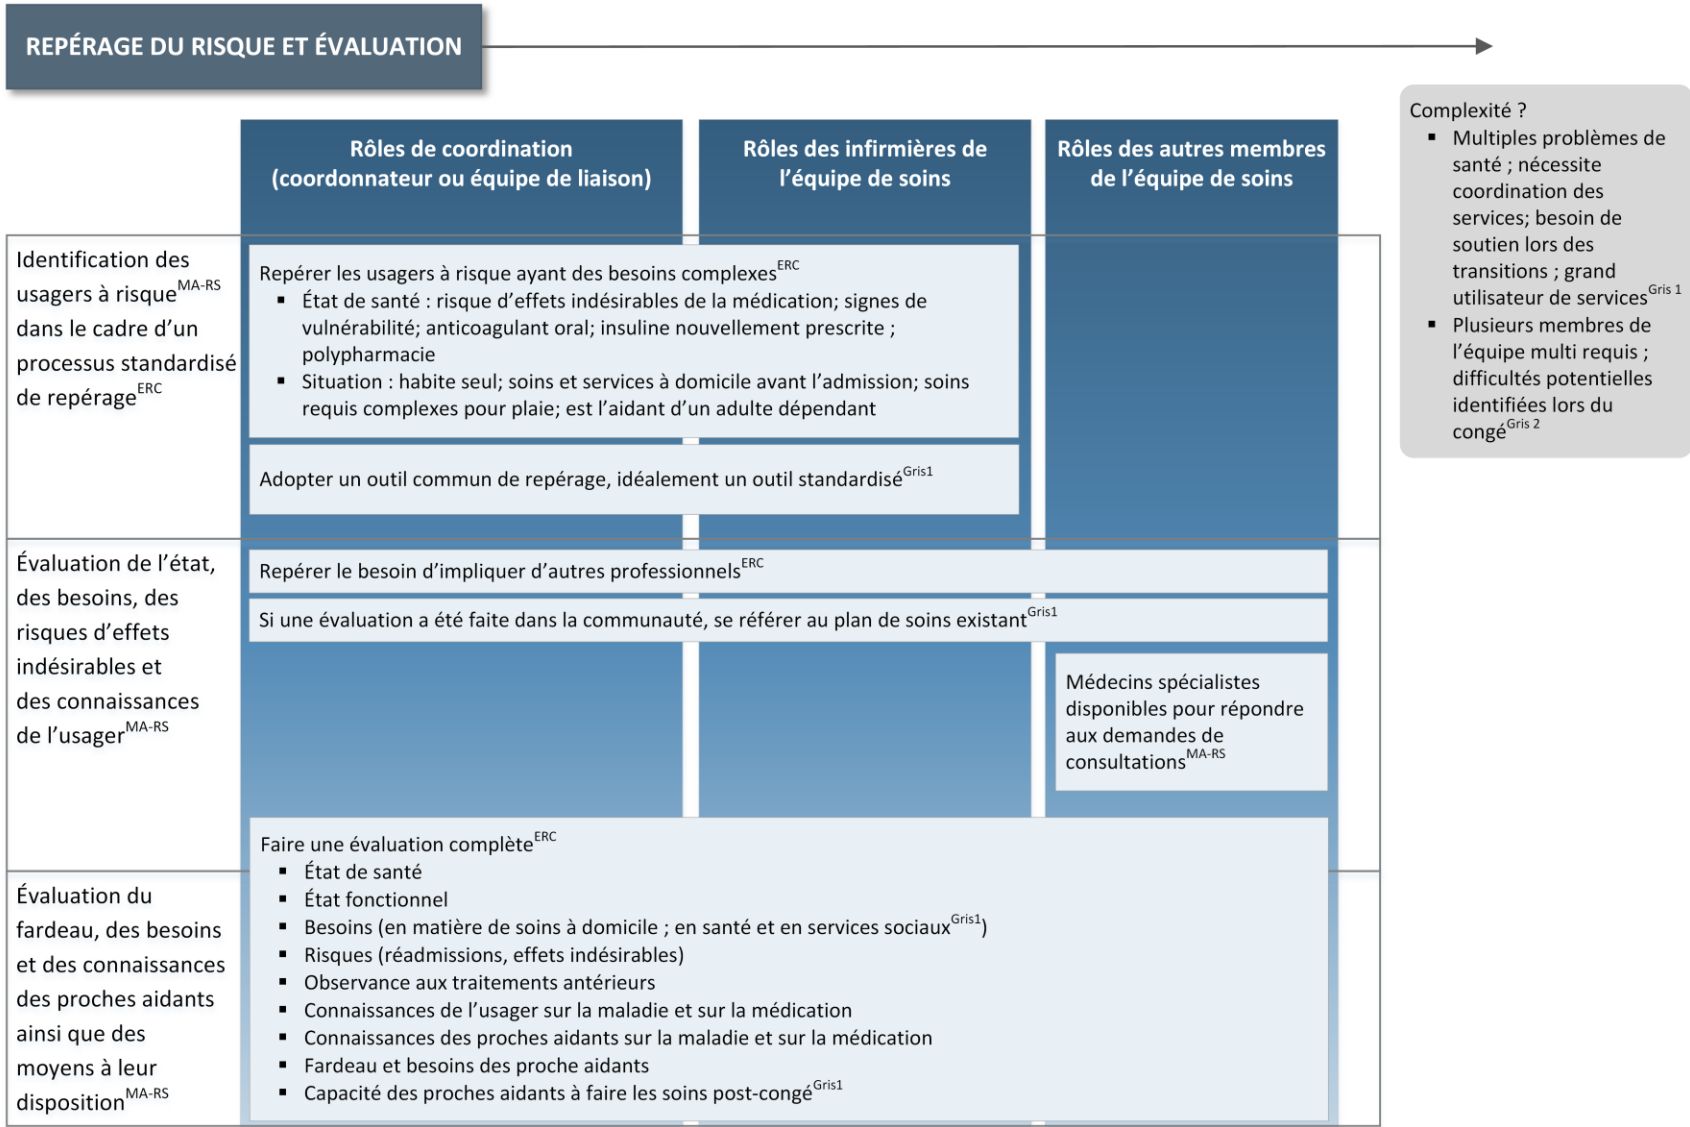 REPÉRAGE DU RISQUE ET ÉVALUATION
Rôles de coordination
(coordonnateur ou équipe de liaison)
Rôles des infirmières de
l’équipe de soins
Rôles des autres membres
de l’équipe de soins
Complexité ?
▪ Multiples problèmes de
santé ; nécessite
coordination des
services; besoin de
soutien lors des
transitions ; grand
utilisateur de services^Gris 1
▪ Plusieurs membres de
l’équipe multi requis ;
difficultés potentielles
identifiées lors du
congé^Gris 2
Identification des
usagers à risque^MA-RS
dans le cadre d’un
processus standardisé
de repérage^ERC
Repérer les usagers à risque ayant des besoins complexes^ERC
▪ État de santé : risque d’effets indésirables de la médication; signes de
vulnérabilité; anticoagulant oral; insuline nouvellement prescrite ;
polypharmacie
▪ Situation : habite seul; soins et services à domicile avant l’admission; soins
requis complexes pour plaie; est l’aidant d’un adulte dépendant
Adopter un outil commun de repérage, idéalement un outil standardisé^Gris1
Évaluation de l’état,
des besoins, des
risques d’effets
indésirables et
des connaissances
de l’usager^MA-RS
Repérer le besoin d’impliquer d’autres professionnels^ERC
Si une évaluation a été faite dans la communauté, se référer au plan de soins existant^Gris1
Médecins spécialistes
disponibles pour répondre
aux demandes de
consultations^MA-RS
Évaluation du
fardeau, des besoins
et des connaissances
des proches aidants
ainsi que des
moyens à leur
disposition^MA-RS
Faire une évaluation complète^ERC
▪ État de santé
▪ État fonctionnel
▪ Besoins (en matière de soins à domicile ; en santé et en services sociaux^Gris1)
▪ Risques (réadmissions, effets indésirables)
▪ Observance aux traitements antérieurs
▪ Connaissances de l’usager sur la maladie et sur la médication
▪ Connaissances des proches aidants sur la maladie et sur la médication
▪ Fardeau et besoins des proche aidants
▪ Capacité des proches aidants à faire les soins post-congé^Gris1